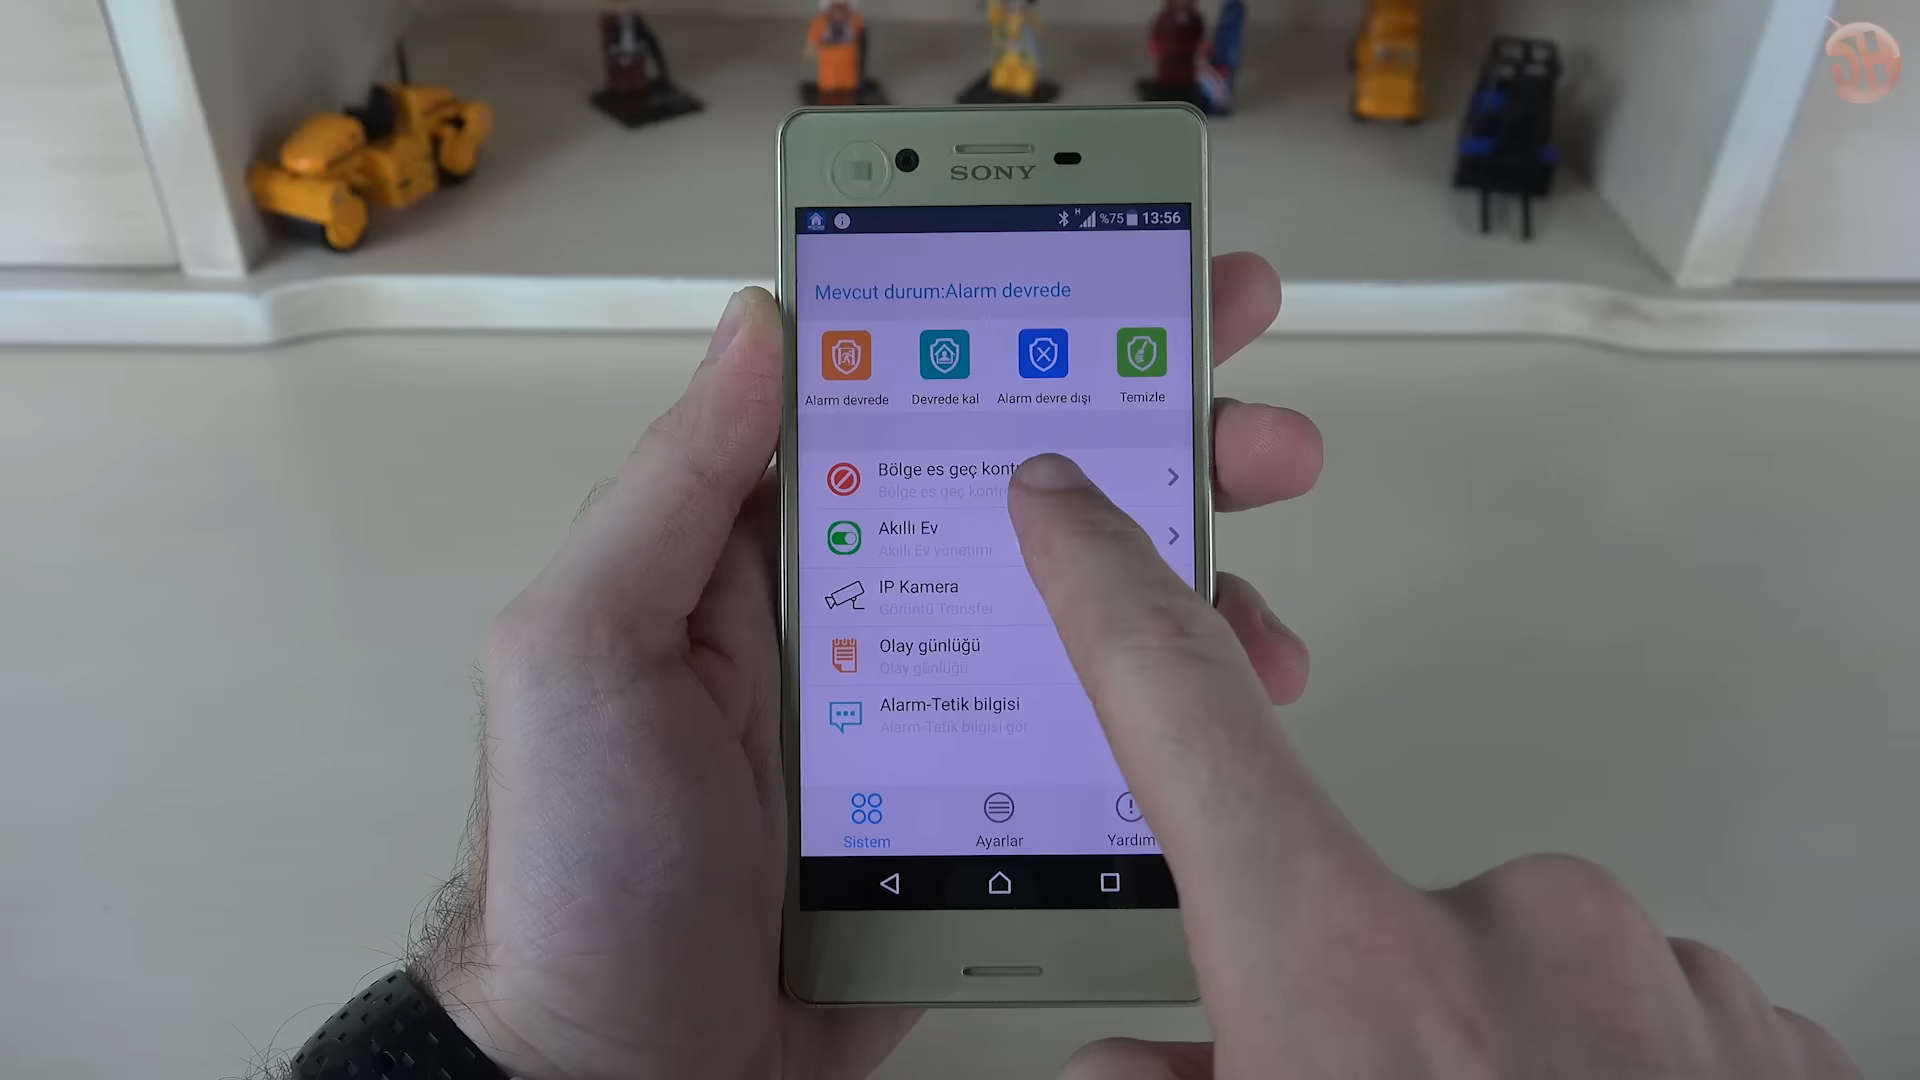 JH
SONY
H %75 13:56
Mevcut durum:Alarm devrede
Alarm devrede
Devrede kal
Alarm devre dışı
Temizle
Bölge es geç
Bölge es geç
Akıllı Ev
Akıllı Ev yönetimi
IP Kamera
Görüntü Transfer
Olay günlüğü
Olay günlüğü
Alarm-Tetik bilgisi
Alarm-Tetik bilgisi gör
Sistem
Ayarlar
Yardım